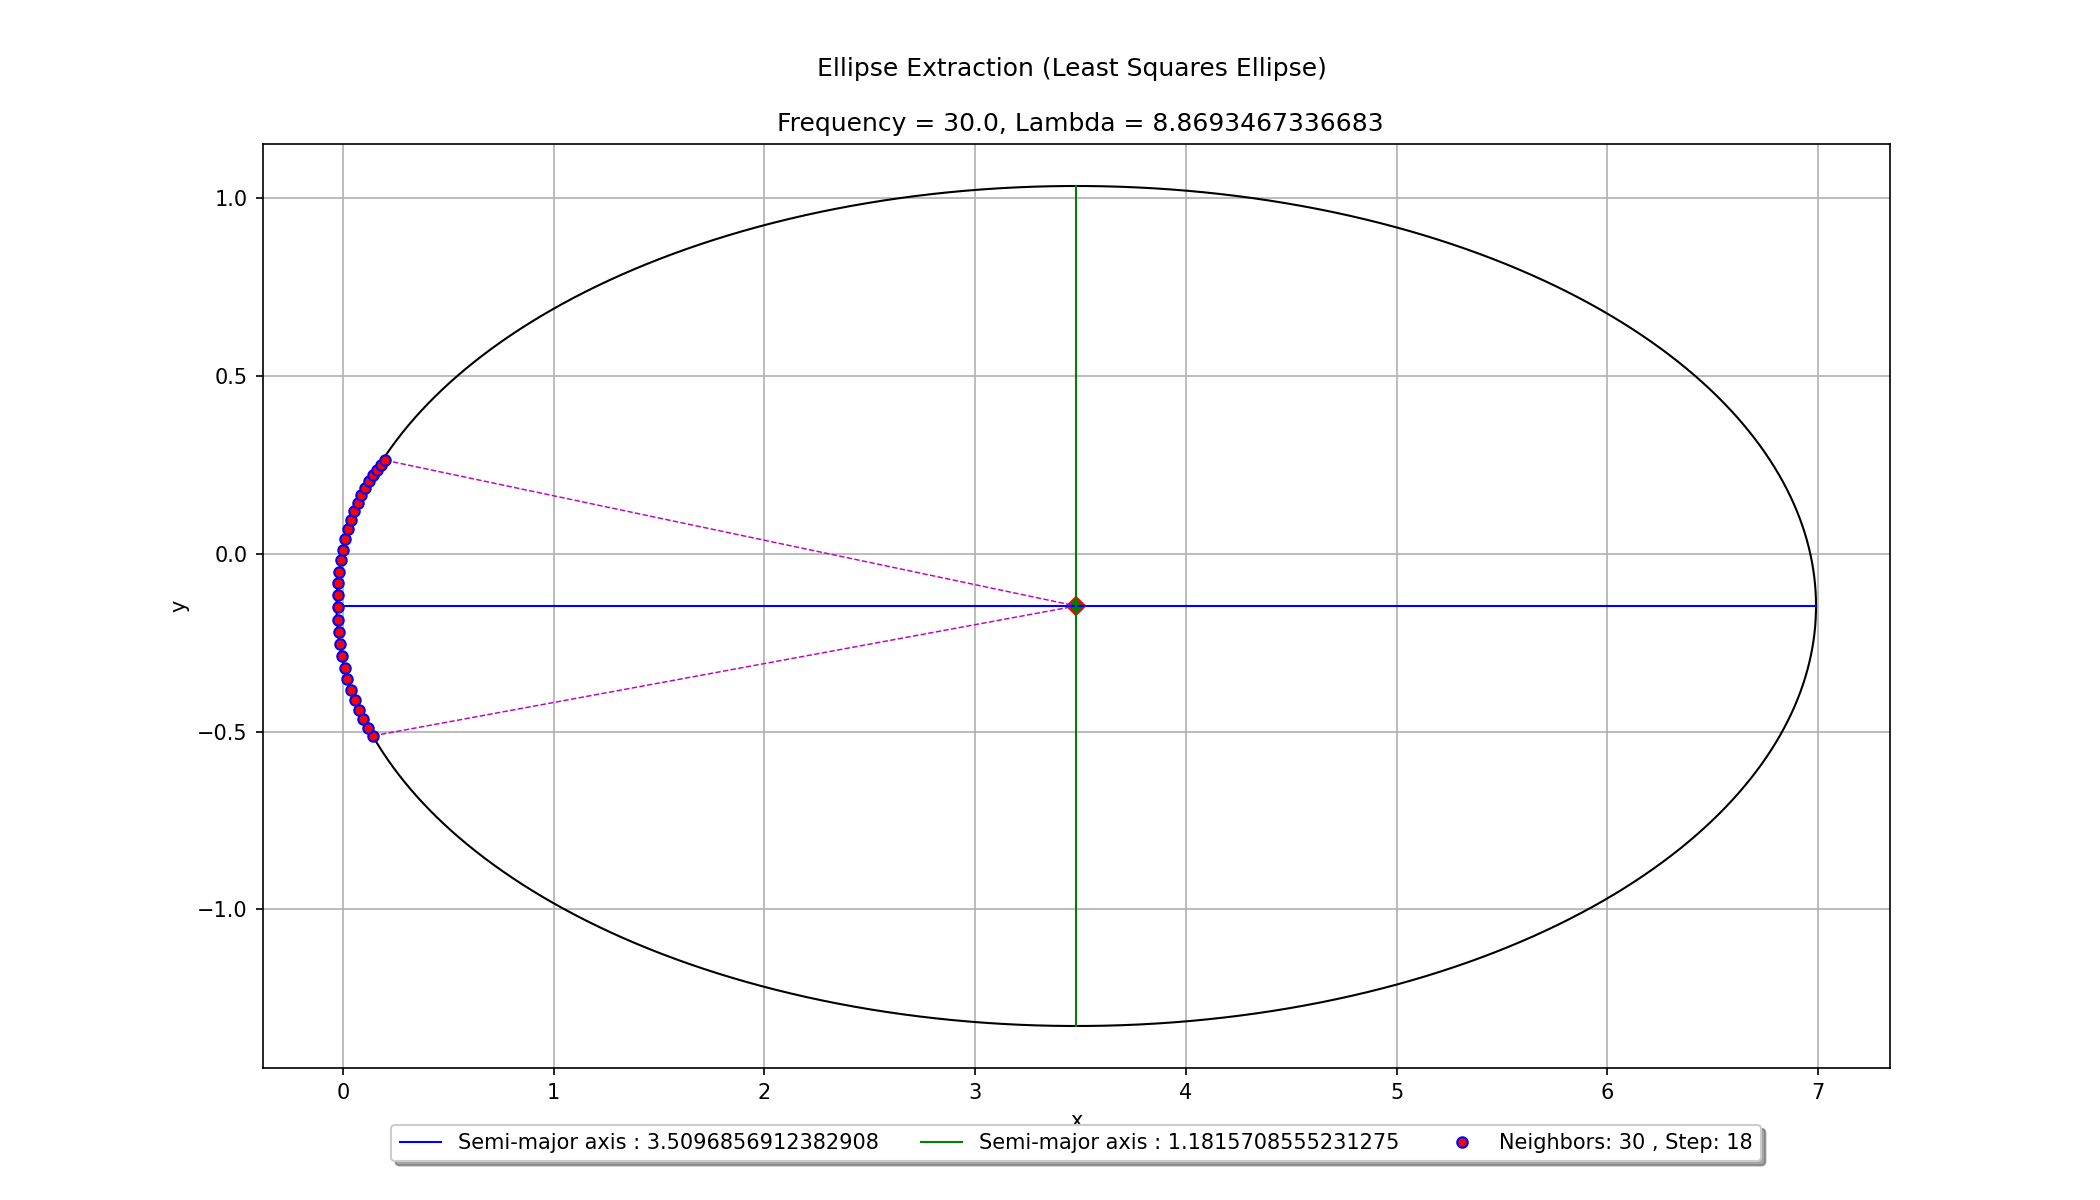 Ellipse Extraction (Least Squares Ellipse)
Frequency = 30.0, Lambda = 8.8693467336683
1.0
0.5
0.0
−0.5
−1.0
y
0 1 2 3 4 5 6 7
x
Semi-major axis : 3.5096856912382908 Semi-major axis : 1.1815708555231275 Neighbors: 30 , Step: 18